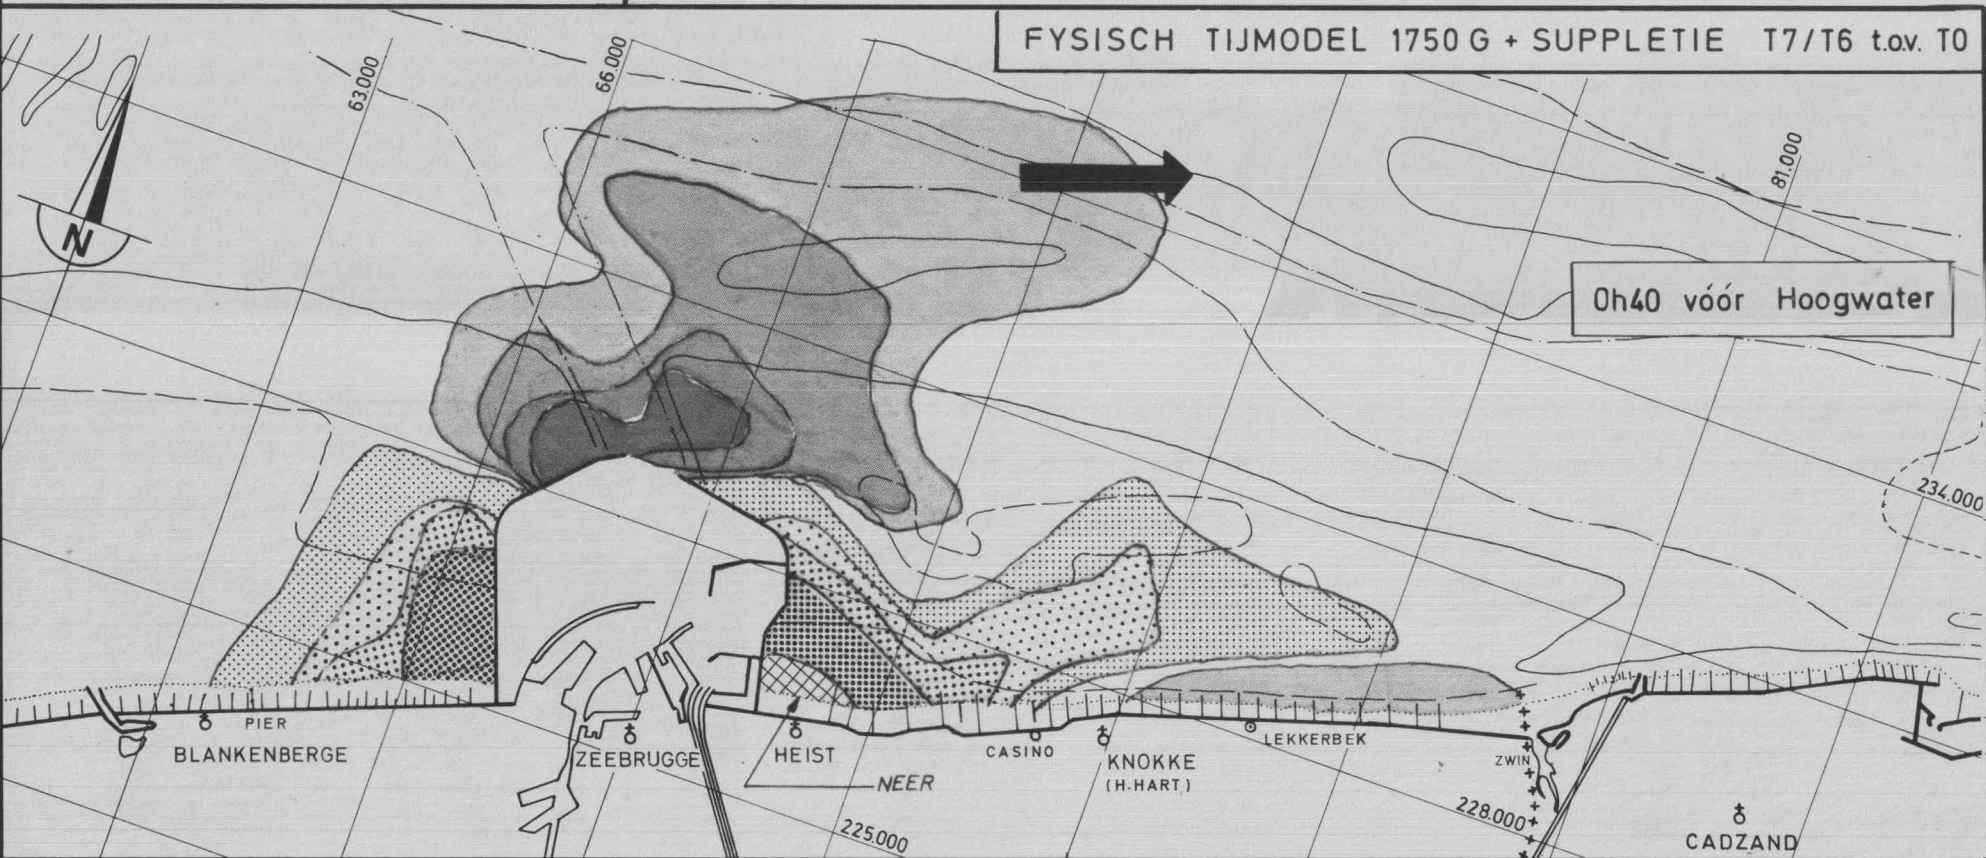 FYSISCH TIJMODEL 1750 G + SUPPLETIE T7/T6 t.o.v. T0
63.000
66.000
81.000
N
0h40 vóór Hoogwater
234.000
PIER
BLANKENBERGE
ZEEBRUGGE
HEIST
NEER
CASINO
KNOKKE
(H.HART)
LEKKERBEK
ZWIN
225.000
228.000
CADZAND